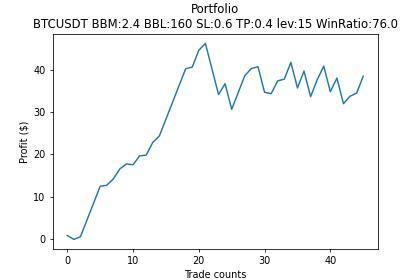 Portfolio
BTCUSDT BBM:2.4 BBL:160 SL:0.6 TP:0.4 lev:15 WinRatio:76.0
40
30
20
10
0
Profit ($)
0 10 20 30 40
Trade counts